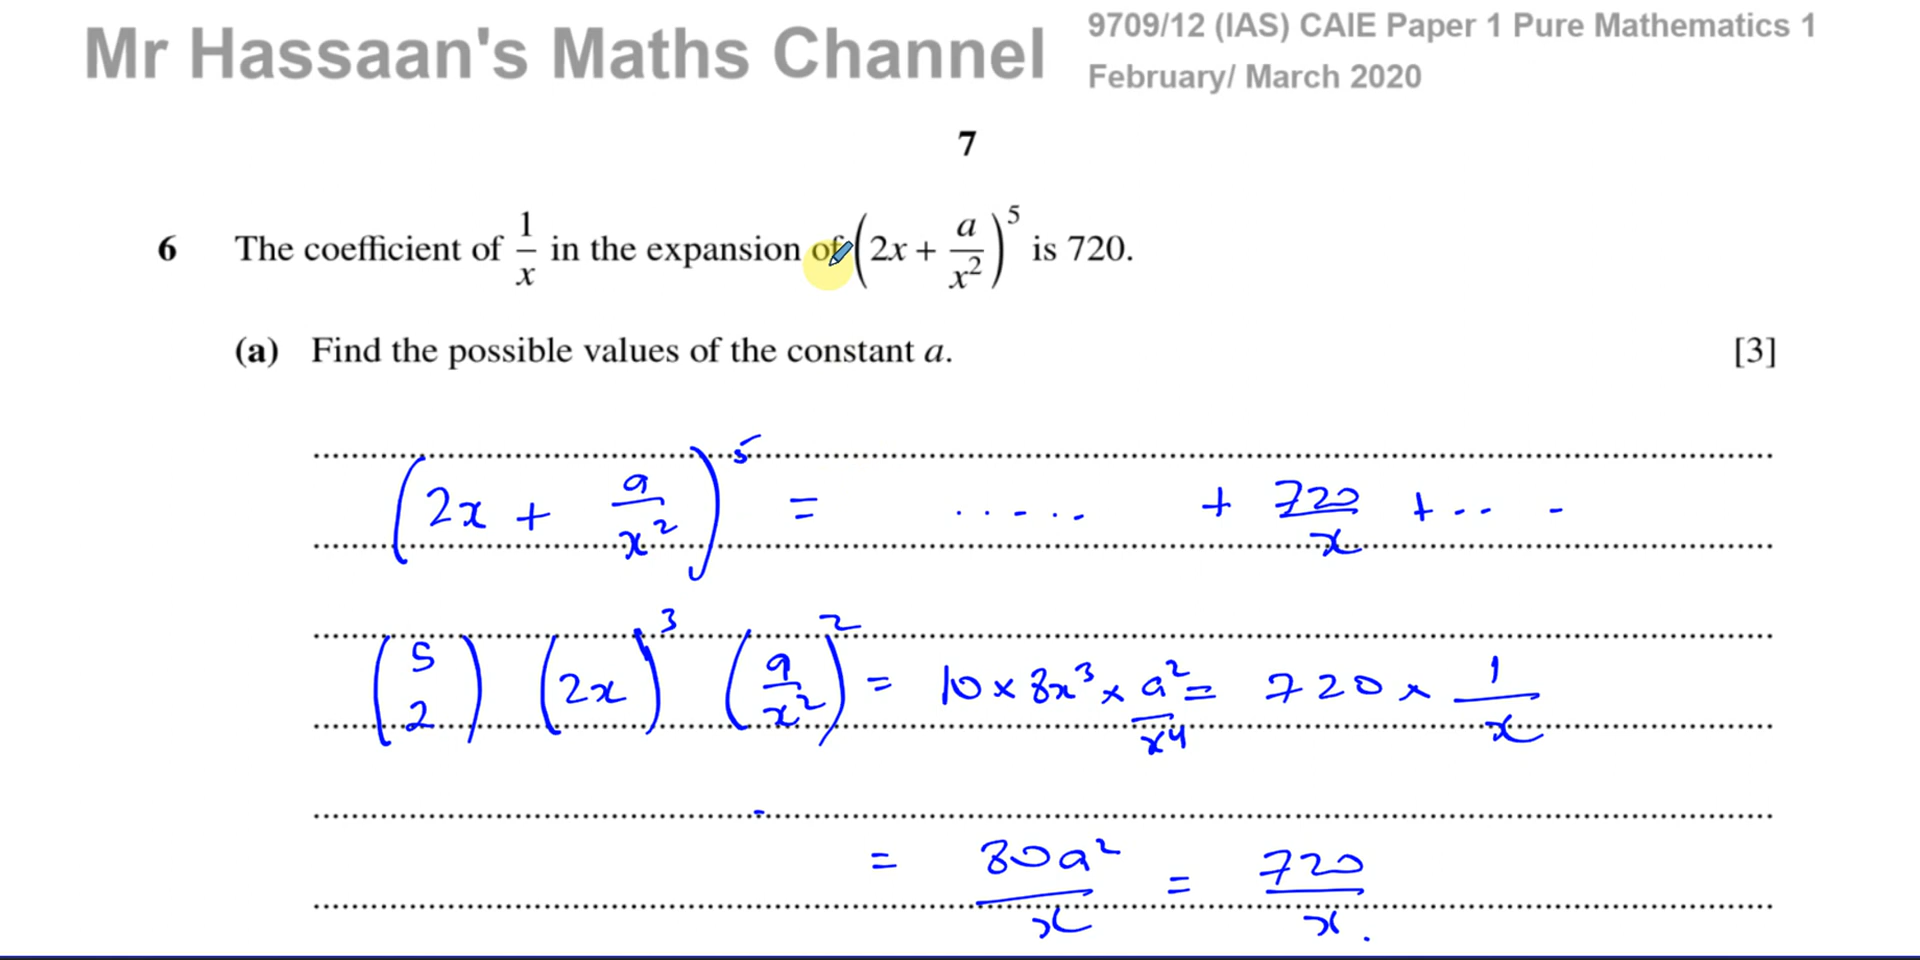 Mr Hassaan's Maths Channel
9709/12 (IAS) CAIE Paper 1 Pure Mathematics 1
February/ March 2020
7
6 The coefficient of 1/x in the expansion of (2x + a/x²)⁵ is 720.
(a) Find the possible values of the constant a. [3]
(2x + a/x²)⁵ = ..... + 720/x + ...
(5 2) (2x)³ (a/x²)² = 10 × 8x³ × a²/x⁴ = 720 × 1/x
= 80a²/x = 720/x.